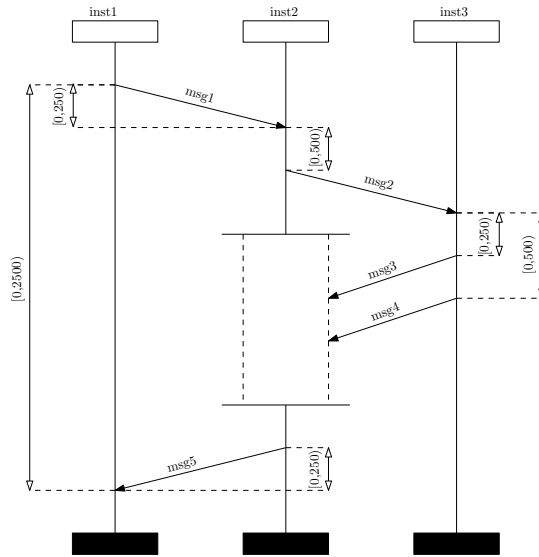 inst1 inst2 inst3
[0,250)
msg1
[0,500)
msg2
[0,250)
[0,500)
msg3
[0,2500)
msg4
msg5
[0,250)